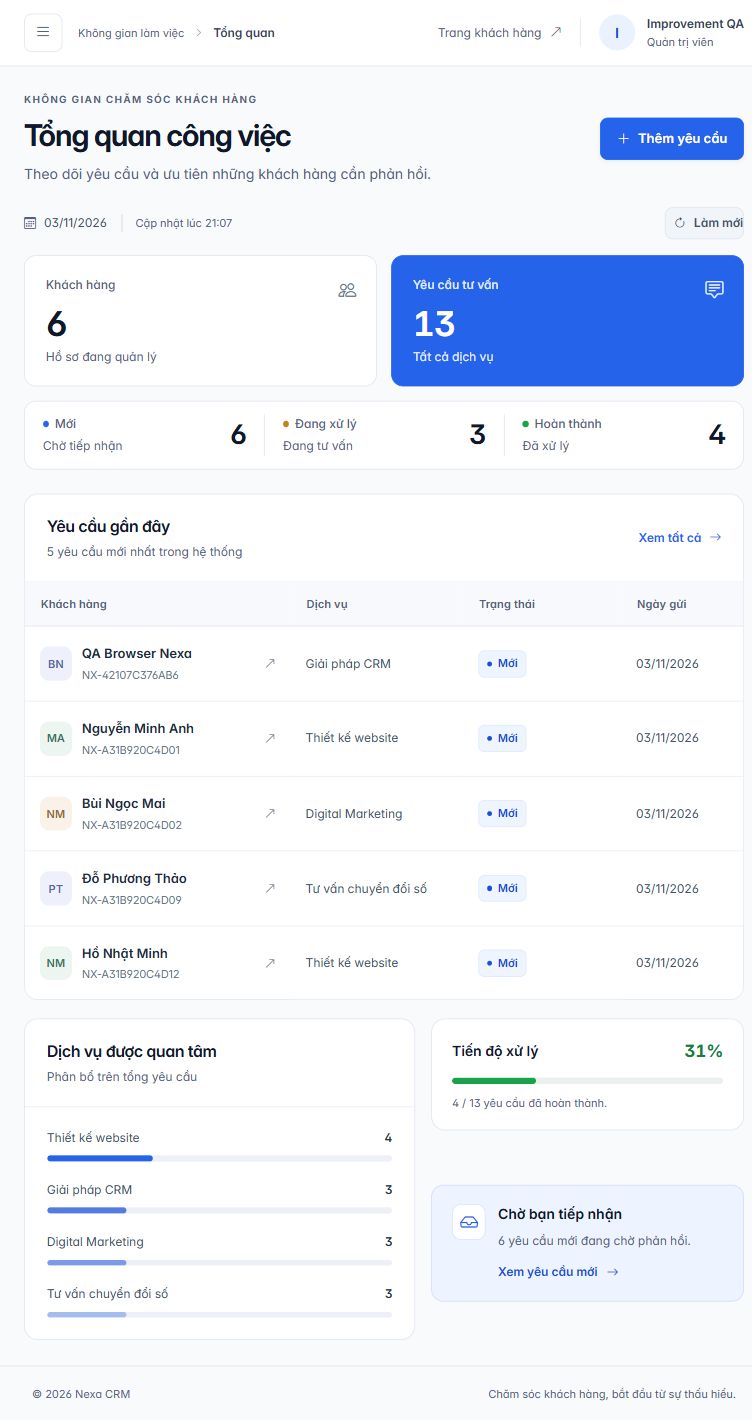 Không gian làm việc > Tổng quan
Trang khách hàng ↗
I
Improvement QA
Quản trị viên
KHÔNG GIAN CHĂM SÓC KHÁCH HÀNG
Tổng quan công việc
+ Thêm yêu cầu
Theo dõi yêu cầu và ưu tiên những khách hàng cần phản hồi.
03/11/2026
Cập nhật lúc 21:07
Làm mới
Khách hàng
6
Hồ sơ đang quản lý
Yêu cầu tư vấn
13
Tất cả dịch vụ
Mới
Chờ tiếp nhận
6
Đang xử lý
Đang tư vấn
3
Hoàn thành
Đã xử lý
4
Yêu cầu gần đây
5 yêu cầu mới nhất trong hệ thống
Xem tất cả →
Khách hàng Dịch vụ Trạng thái Ngày gửi
BN QA Browser Nexa ↗ Giải pháp CRM Mới 03/11/2026
NX-42107C376AB6
MA Nguyễn Minh Anh ↗ Thiết kế website Mới 03/11/2026
NX-A31B920C4D01
NM Bùi Ngọc Mai ↗ Digital Marketing Mới 03/11/2026
NX-A31B920C4D02
PT Đỗ Phương Thảo ↗ Tư vấn chuyển đổi số Mới 03/11/2026
NX-A31B920C4D09
NM Hồ Nhật Minh ↗ Thiết kế website Mới 03/11/2026
NX-A31B920C4D12
Dịch vụ được quan tâm
Phân bổ trên tổng yêu cầu
Thiết kế website 4
Giải pháp CRM 3
Digital Marketing 3
Tư vấn chuyển đổi số 3
Tiến độ xử lý 31%
4 / 13 yêu cầu đã hoàn thành.
Chờ bạn tiếp nhận
6 yêu cầu mới đang chờ phản hồi.
Xem yêu cầu mới →
© 2026 Nexa CRM
Chăm sóc khách hàng, bắt đầu từ sự thấu hiểu.